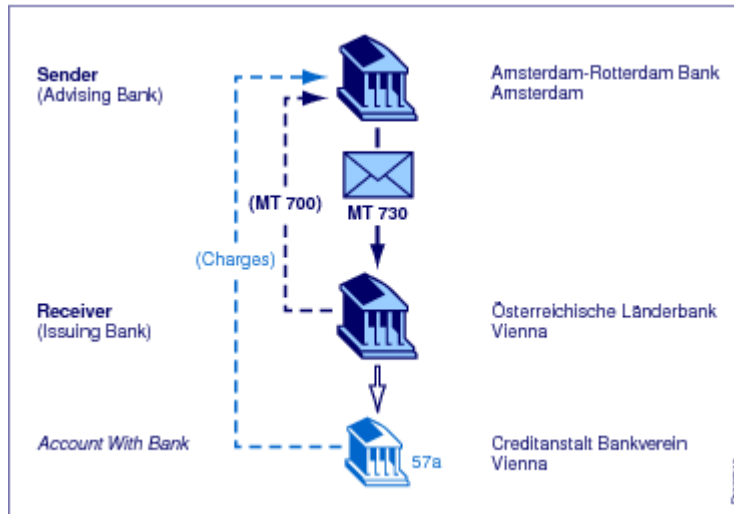 Sender
(Advising Bank)
Amsterdam-Rotterdam Bank
Amsterdam
(MT 700)
MT 730
(Charges)
Receiver
(Issuing Bank)
Österreichische Länderbank
Vienna
Account With Bank
57a
Creditanstalt Bankverein
Vienna